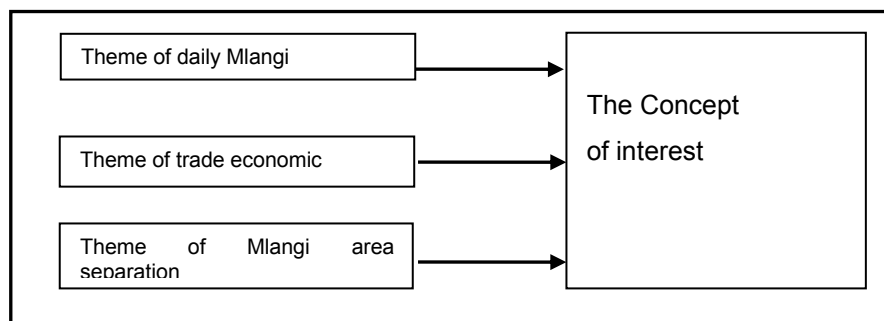 Theme of daily Mlangi
Theme of trade economic
Theme of Mlangi area
separation
The Concept
of interest